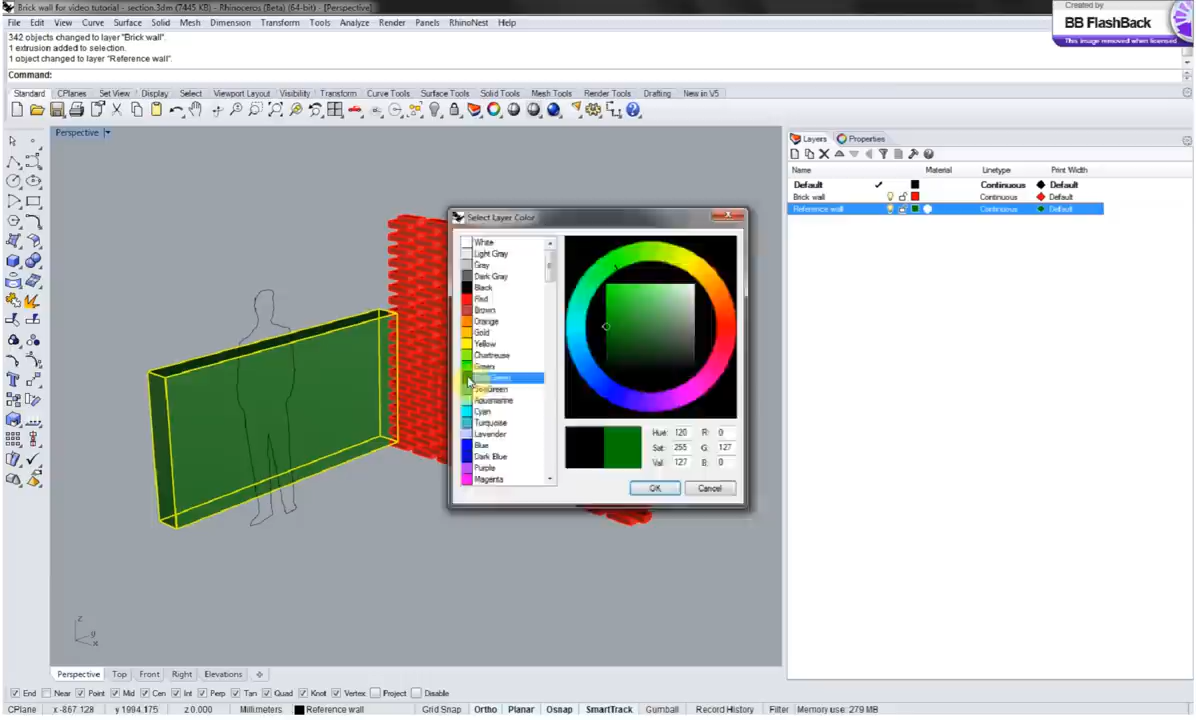 Brick wall for video tutorial - section.3dm (7445 KB) - Rhinoceros (Beta) (64-bit) - [Perspective]
Created by
BB FlashBack
This image removed when licensed
File Edit View Curve Surface Solid Mesh Dimension Transform Tools Analyze Render Panels RhinoNest Help
342 objects changed to layer "Brick wall".
1 extrusion added to selection.
1 object changed to layer "Reference wall".
Command:
Standard CPlanes Set View Display Select Viewport Layout Visibility Transform Curve Tools Surface Tools Solid Tools Mesh Tools Render Tools Drafting New in V5
Perspective
Layers Properties
Name Material Linetype Print Width
Default Continuous Default
Brick wall Continuous Default
Reference wall Continuous Default
Select Layer Color
White
Light Gray
Gray
Dark Gray
Black
Red
Brown
Orange
Gold
Yellow
Chartreuse
Green
Aquamarine
Cyan
Turquoise
Lavender
Blue
Dark Blue
Purple
Magenta
Hue: 120 R: 0
Sat: 255 G: 127
Val: 127 B: 0
OK Cancel
z
y
x
Perspective Top Front Right Elevations
End Near Point Mid Cen Int Perp Tan Quad Knot Vertex Project Disable
CPlane x -867.128 y 1994.175 z 0.000 Millimeters Reference wall Grid Snap Ortho Planar Osnap SmartTrack Gumball Record History Filter Memory use: 279 MB